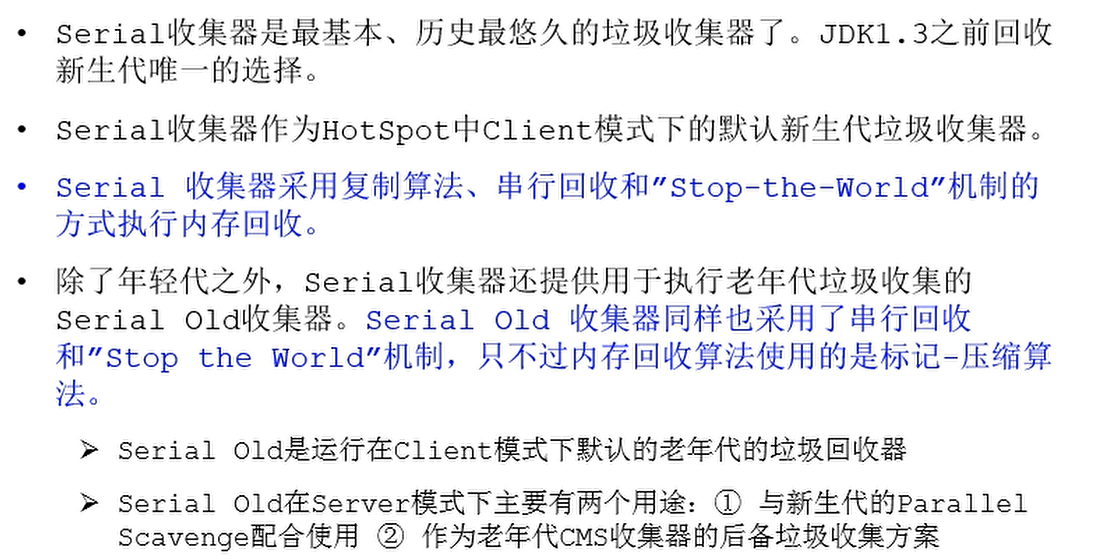 • Serial收集器是最基本、历史最悠久的垃圾收集器了。JDK1.3之前回收
新生代唯一的选择。
• Serial收集器作为HotSpot中Client模式下的默认新生代垃圾收集器。
• Serial 收集器采用复制算法、串行回收和”Stop-the-World”机制的
方式执行内存回收。
• 除了年轻代之外，Serial收集器还提供用于执行老年代垃圾收集的
Serial Old收集器。Serial Old 收集器同样也采用了串行回收
和”Stop the World”机制，只不过内存回收算法使用的是标记-压缩算
法。
➢ Serial Old是运行在Client模式下默认的老年代的垃圾回收器
➢ Serial Old在Server模式下主要有两个用途：① 与新生代的Parallel
Scavenge配合使用 ② 作为老年代CMS收集器的后备垃圾收集方案